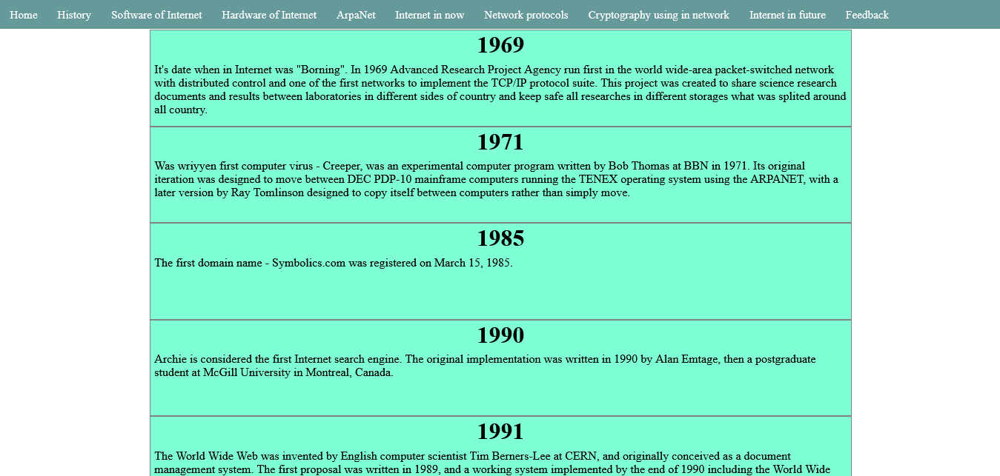 Home History Software of Internet Hardware of Internet ArpaNet Internet in now Network protocols Cryptography using in network Internet in future Feedback
1969
It's date when in Internet was "Borning". In 1969 Advanced Research Project Agency run first in the world wide-area packet-switched network
with distributed control and one of the first networks to implement the TCP/IP protocol suite. This project was created to share science research
documents and results between laboratories in different sides of country and keep safe all researches in different storages what was splited around
all country.
1971
Was wriyyen first computer virus - Creeper, was an experimental computer program written by Bob Thomas at BBN in 1971. Its original
iteration was designed to move between DEC PDP-10 mainframe computers running the TENEX operating system using the ARPANET, with a
later version by Ray Tomlinson designed to copy itself between computers rather than simply move.
1985
The first domain name - Symbolics.com was registered on March 15, 1985.
1990
Archie is considered the first Internet search engine. The original implementation was written in 1990 by Alan Emtage, then a postgraduate
student at McGill University in Montreal, Canada.
1991
The World Wide Web was invented by English computer scientist Tim Berners-Lee at CERN, and originally conceived as a document
management system. The first proposal was written in 1989, and a working system implemented by the end of 1990 including the World Wide